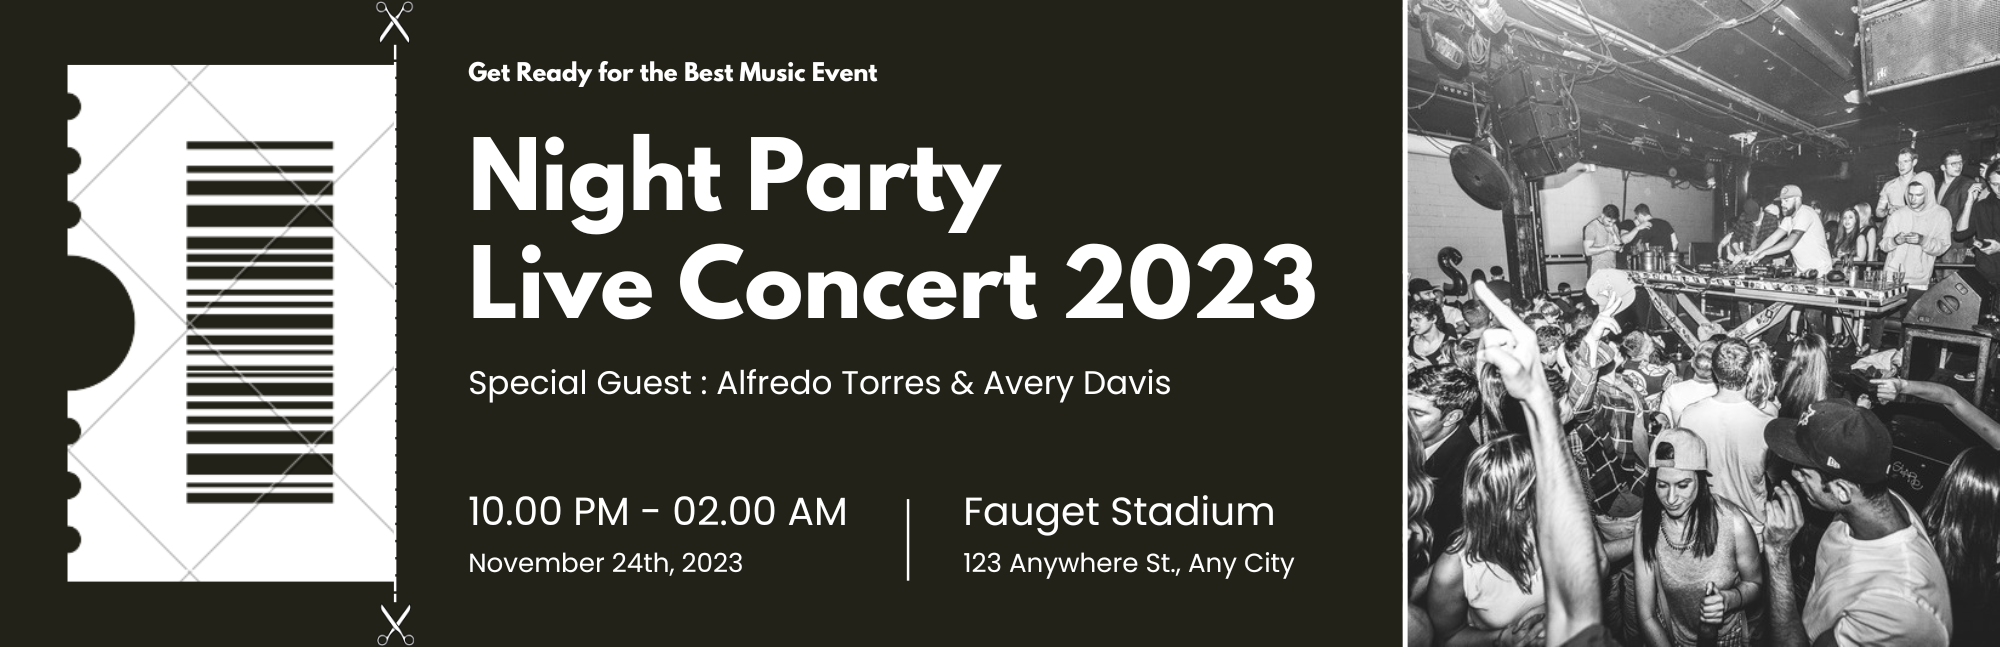 Get Ready for the Best Music Event
Night Party
Live Concert 2023
Special Guest : Alfredo Torres & Avery Davis
10.00 PM - 02.00 AM
November 24th, 2023
Fauget Stadium
123 Anywhere St., Any City